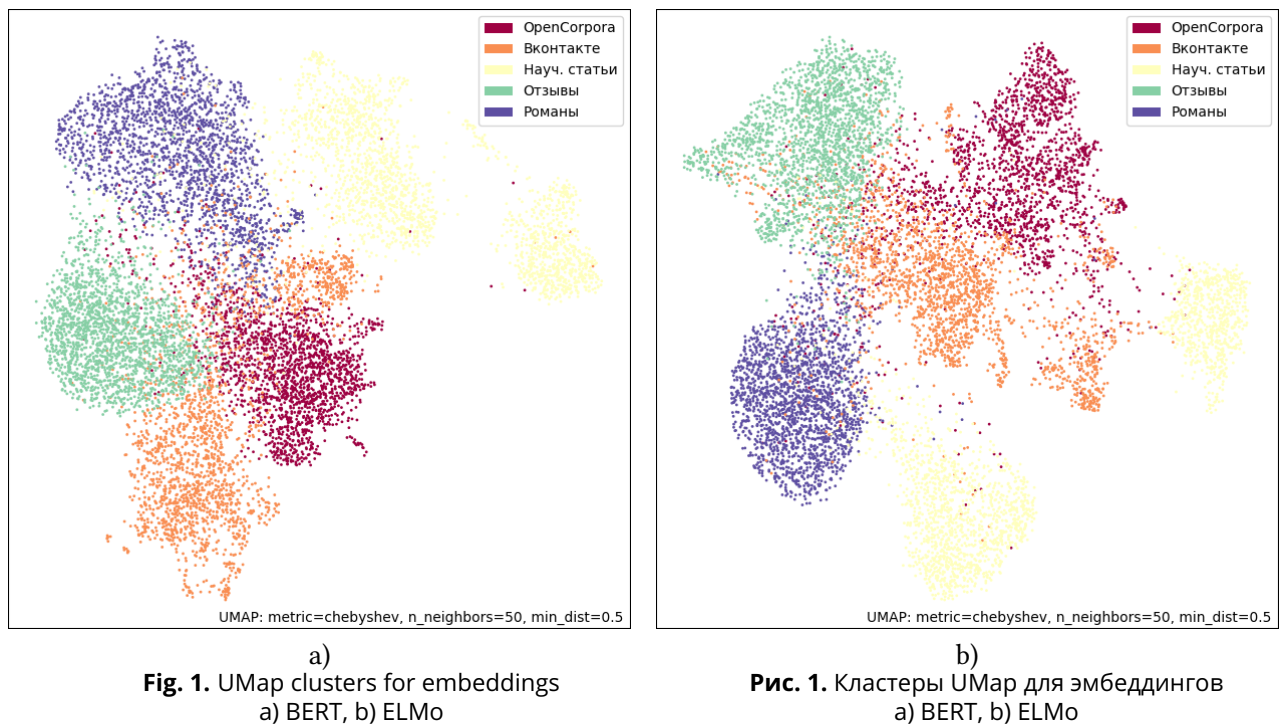 OpenCorpora
Вконтакте
Науч. статьи
Отзывы
Романы
UMAP: metric=chebyshev, n_neighbors=50, min_dist=0.5
a)
Fig. 1. UMap clusters for embeddings
a) BERT, b) ELMo
OpenCorpora
Вконтакте
Науч. статьи
Отзывы
Романы
UMAP: metric=chebyshev, n_neighbors=50, min_dist=0.5
b)
Рис. 1. Кластеры UMap для эмбеддингов
a) BERT, b) ELMo